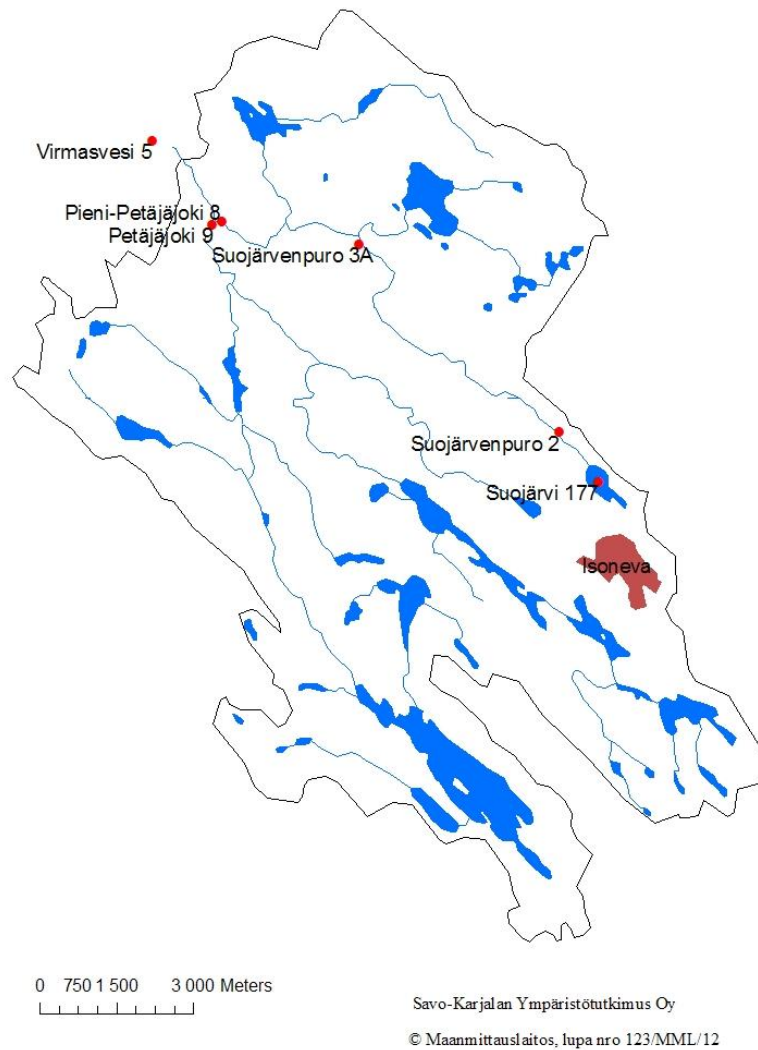 Virmasvesi 5
Pieni-Petäjäjoki 8
Petäjäjoki 9
Suojärvenpuro 3A
Suojärvenpuro 2
Suojärvi 177
Isoneva
0 750 1 500 3 000 Meters
Savo-Karjalan Ympäristötutkimus Oy
© Maanmittauslaitos, lupa nro 123/MML/12